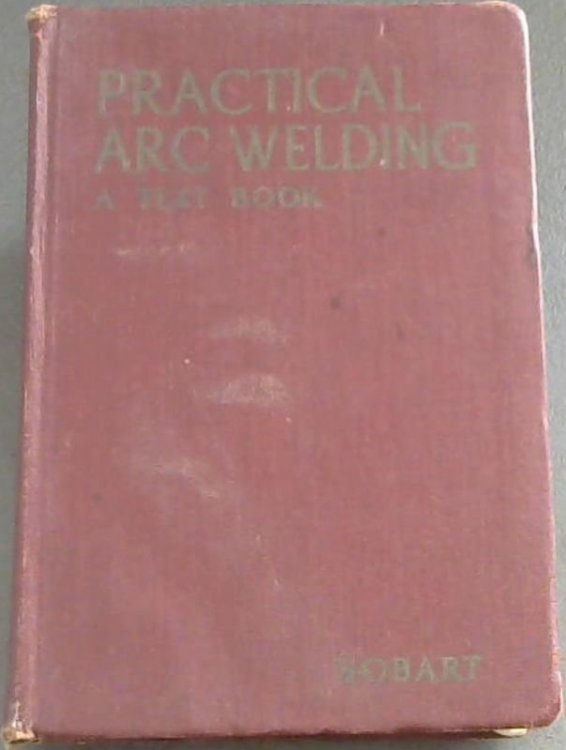 PRACTICAL
ARC WELDING
A TEXT BOOK
HOBART